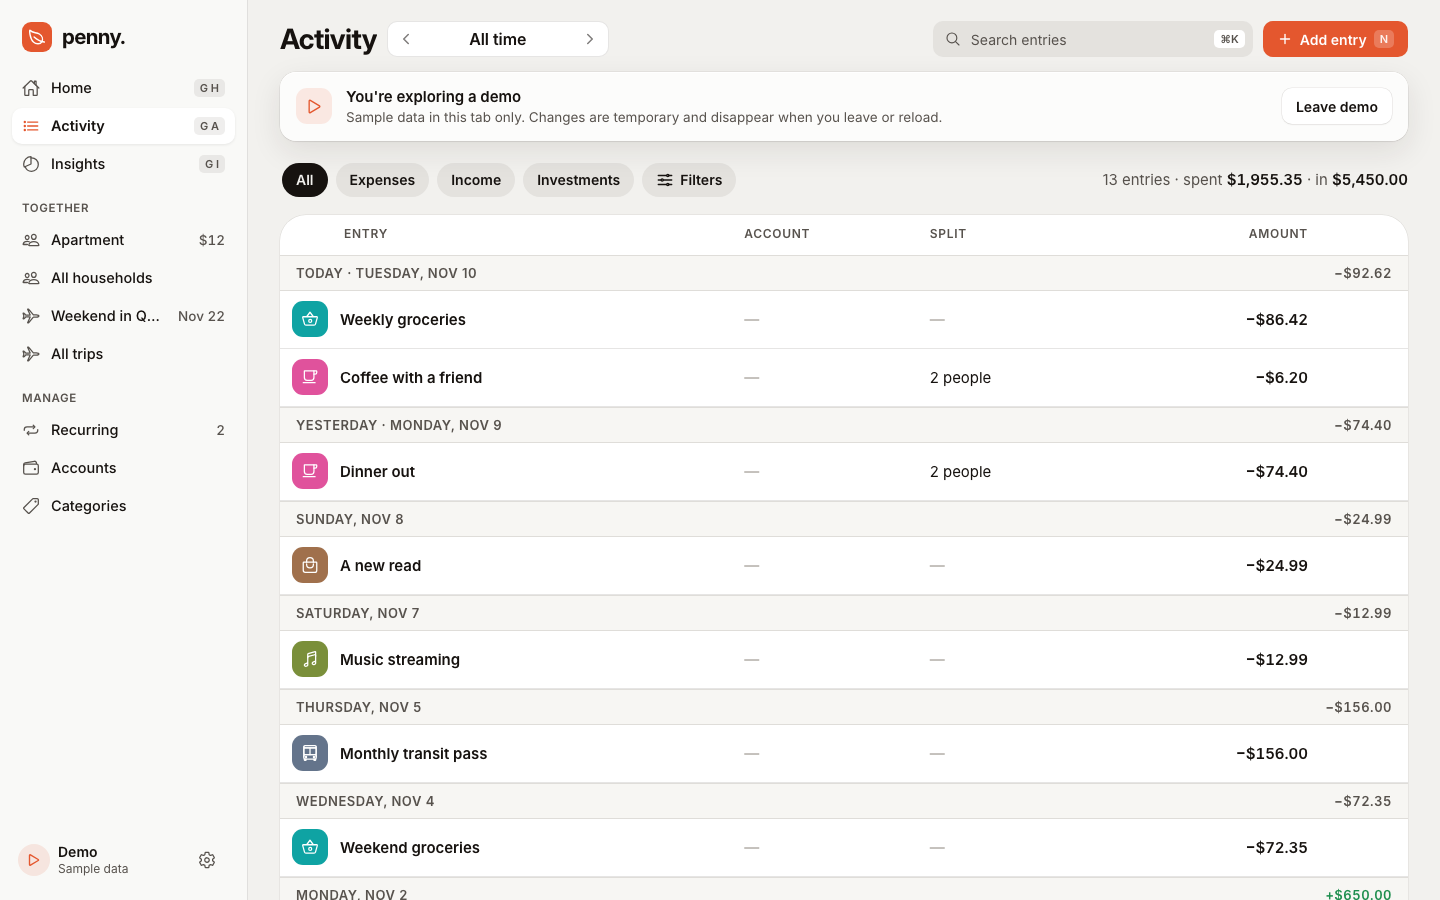 penny.
Home G H
Activity G A
Insights G I
TOGETHER
Apartment $12
All households
Weekend in Q... Nov 22
All trips
MANAGE
Recurring 2
Accounts
Categories
Demo
Sample data
Activity
All time
Search entries ⌘K
+ Add entry N
You're exploring a demo
Sample data in this tab only. Changes are temporary and disappear when you leave or reload.
Leave demo
All Expenses Income Investments Filters
13 entries · spent $1,955.35 · in $5,450.00
ENTRY ACCOUNT SPLIT AMOUNT
TODAY · TUESDAY, NOV 10 −$92.62
Weekly groceries — — −$86.42
Coffee with a friend — 2 people −$6.20
YESTERDAY · MONDAY, NOV 9 −$74.40
Dinner out — 2 people −$74.40
SUNDAY, NOV 8 −$24.99
A new read — — −$24.99
SATURDAY, NOV 7 −$12.99
Music streaming — — −$12.99
THURSDAY, NOV 5 −$156.00
Monthly transit pass — — −$156.00
WEDNESDAY, NOV 4 −$72.35
Weekend groceries — — −$72.35
MONDAY, NOV 2 +$650.00